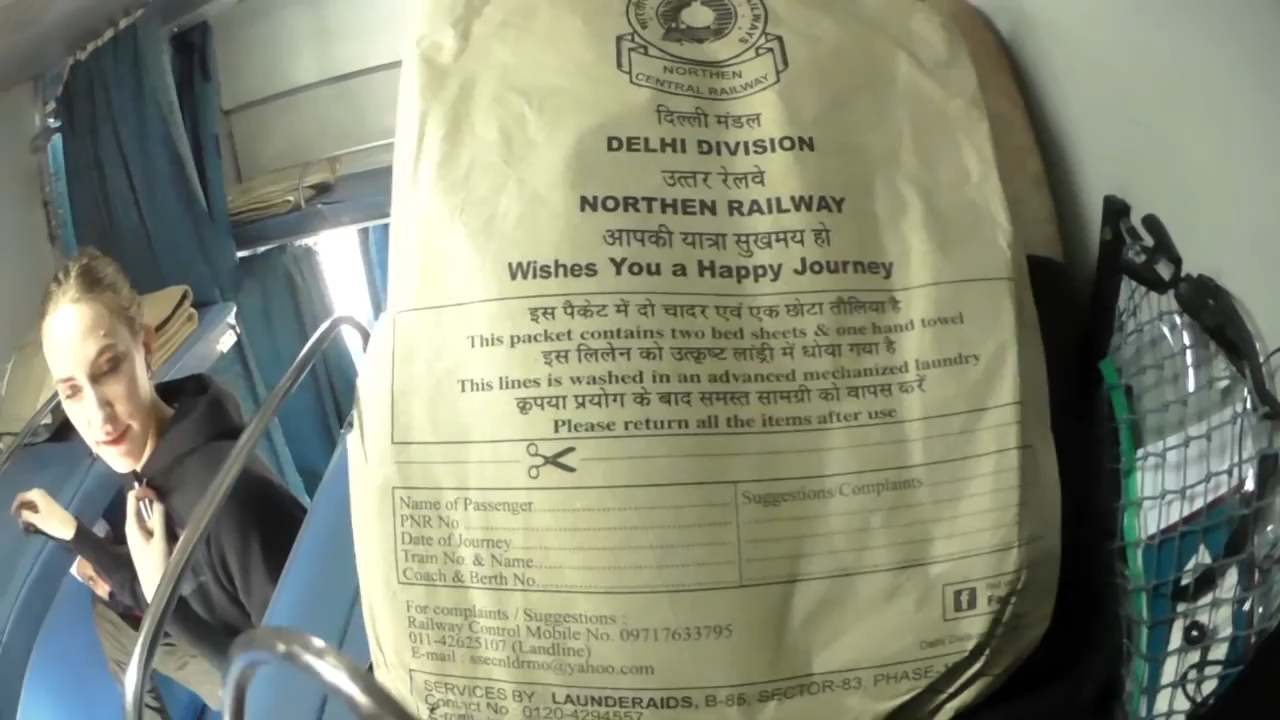 RAILWAYS
NORTHEN
CENTRAL RAILWAY
दिल्ली मंडल
DELHI DIVISION
उत्तर रेलवे
NORTHEN RAILWAY
आपकी यात्रा सुखमय हो
Wishes You a Happy Journey
इस पैकेट में दो चादर एवं एक छोटा तौलिया है
This packet contains two bed sheets & one hand towel
इस लिलेन को उत्कृष्ट लांड्री में धोया गया है
This lines is washed in an advanced mechanized laundry
कृपया प्रयोग के बाद समस्त सामग्री को वापस करें
Please return all the items after use
Name of Passenger
PNR No
Date of Journey
Train No. & Name
Coach & Berth No.
Suggestions/Complaints
For complaints / Suggestions :
Railway Control Mobile No. 09717633795
011-42625107 (Landline)
E-mail : ssecnldrmo@yahoo.com
f
Delhi
SERVICES BY LAUNDERAIDS, B-85, SECTOR-83, PHASE-
Contact No 0120-4294557